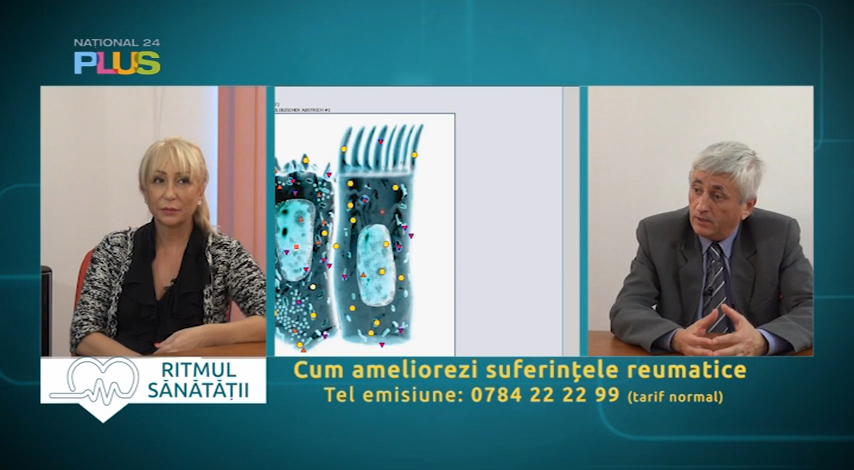 NATIONAL 24
PLUS
RITMUL
SĂNĂTĂȚII
Cum ameliorezi suferințele reumatice
Tel emisiune: 0784 22 22 99 (tarif normal)